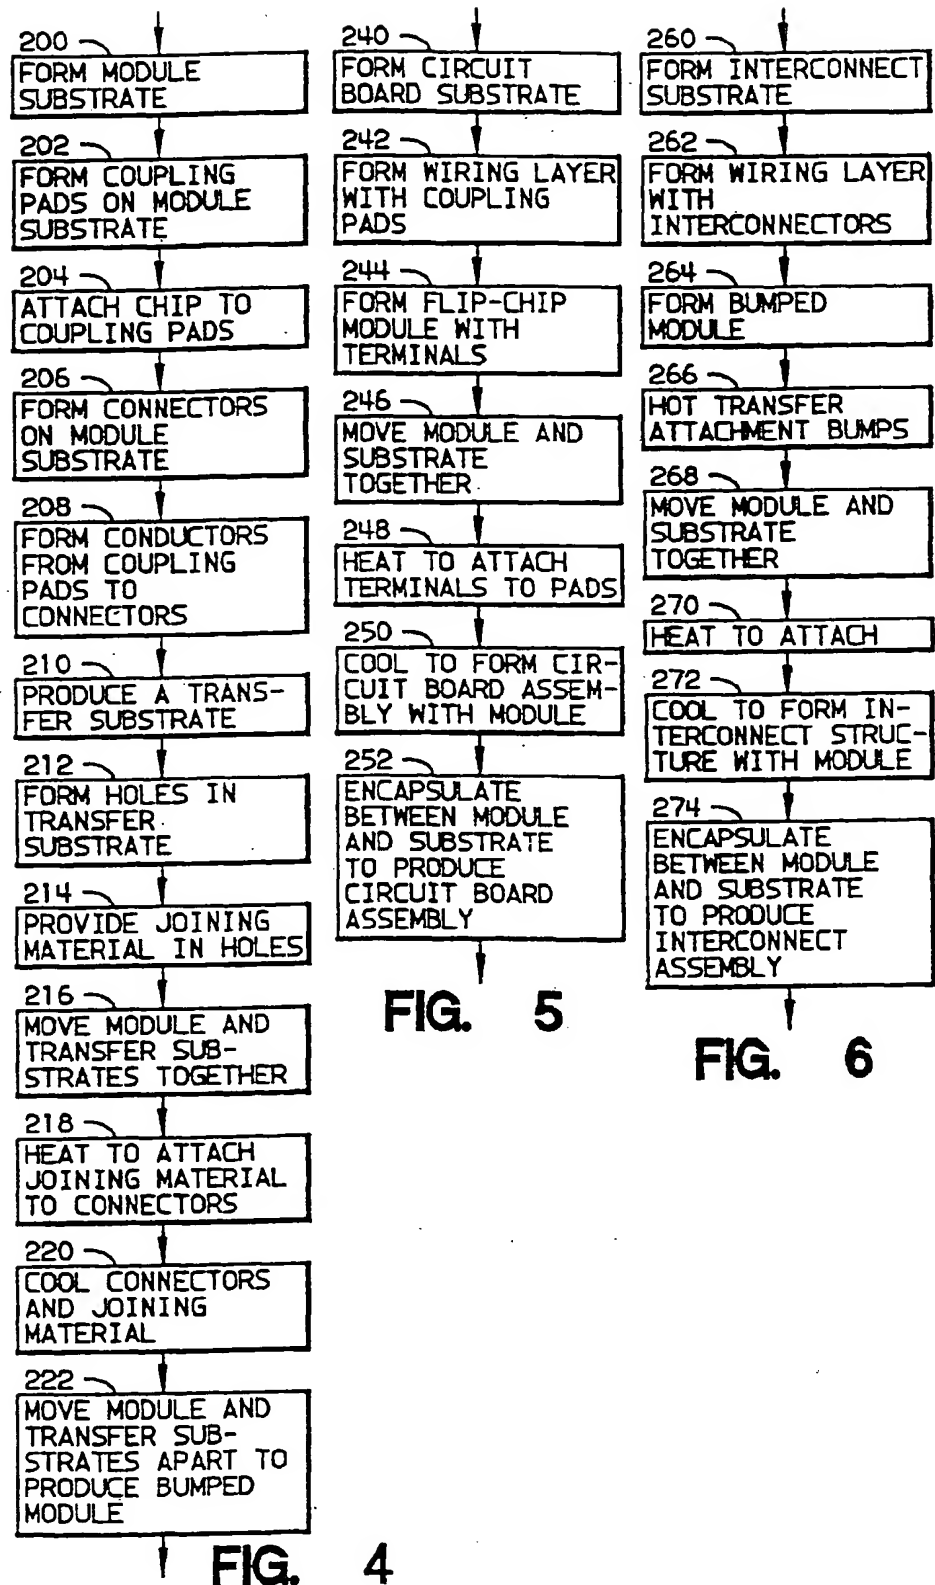 200
FORM MODULE
SUBSTRATE
202
FORM COUPLING
PADS ON MODULE
SUBSTRATE
204
ATTACH CHIP TO
COUPLING PADS
206
FORM CONNECTORS
ON MODULE
SUBSTRATE
208
FORM CONDUCTORS
FROM COUPLING
PADS TO
CONNECTORS
210
PRODUCE A TRANS-
FER SUBSTRATE
212
FORM HOLES IN
TRANSFER
SUBSTRATE
214
PROVIDE JOINING
MATERIAL IN HOLES
216
MOVE MODULE AND
TRANSFER SUB-
STRATES TOGETHER
218
HEAT TO ATTACH
JOINING MATERIAL
TO CONNECTORS
220
COOL CONNECTORS
AND JOINING
MATERIAL
222
MOVE MODULE AND
TRANSFER SUB-
STRATES APART TO
PRODUCE BUMPED
MODULE
FIG. 4
240
FORM CIRCUIT
BOARD SUBSTRATE
242
FORM WIRING LAYER
WITH COUPLING
PADS
244
FORM FLIP-CHIP
MODULE WITH
TERMINALS
246
MOVE MODULE AND
SUBSTRATE
TOGETHER
248
HEAT TO ATTACH
TERMINALS TO PADS
250
COOL TO FORM CIR-
CUIT BOARD ASSEM-
BLY WITH MODULE
252
ENCAPSULATE
BETWEEN MODULE
AND SUBSTRATE
TO PRODUCE
CIRCUIT BOARD
ASSEMBLY
FIG. 5
260
FORM INTERCONNECT
SUBSTRATE
262
FORM WIRING LAYER
WITH
INTERCONNECTORS
264
FORM BUMPED
MODULE
266
HOT TRANSFER
ATTACHMENT BUMPS
268
MOVE MODULE AND
SUBSTRATE
TOGETHER
270
HEAT TO ATTACH
272
COOL TO FORM IN-
TERCONNECT STRUC-
TURE WITH MODULE
274
ENCAPSULATE
BETWEEN MODULE
AND SUBSTRATE
TO PRODUCE
INTERCONNECT
ASSEMBLY
FIG. 6